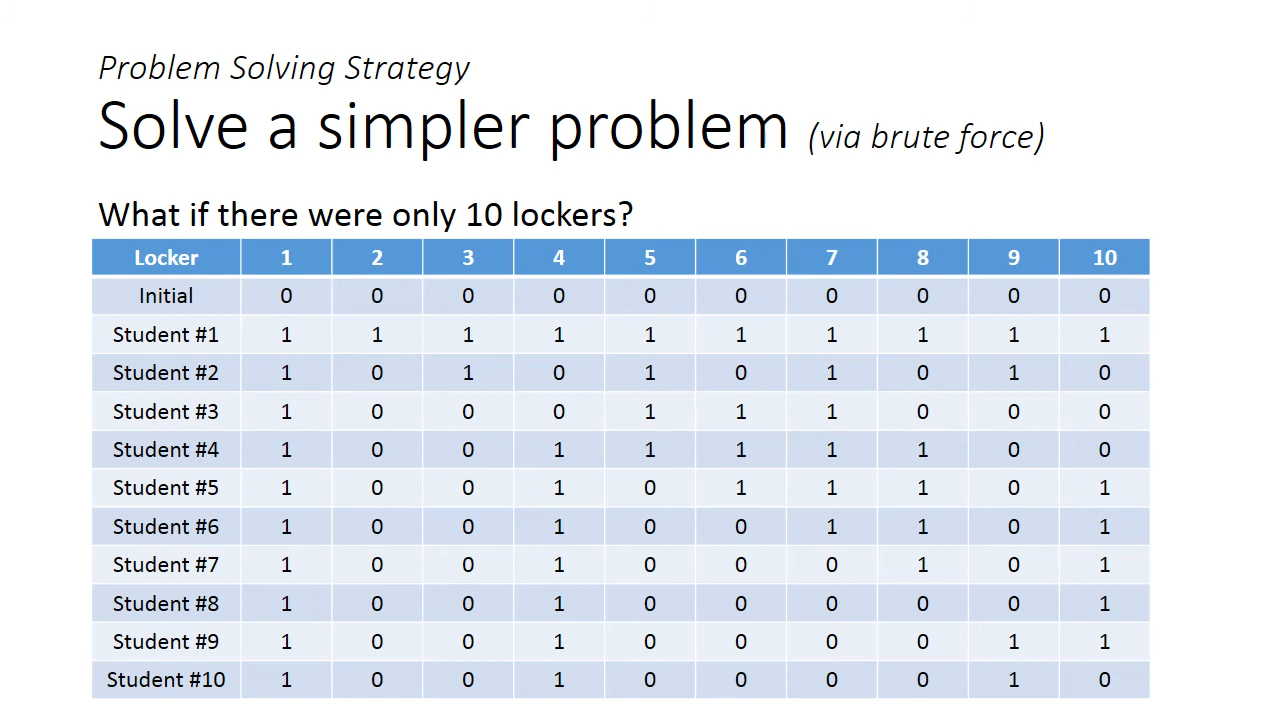 Problem Solving Strategy
Solve a simpler problem (via brute force)
What if there were only 10 lockers?
Locker 1 2 3 4 5 6 7 8 9 10
Initial 0 0 0 0 0 0 0 0 0 0
Student #1 1 1 1 1 1 1 1 1 1 1
Student #2 1 0 1 0 1 0 1 0 1 0
Student #3 1 0 0 0 1 1 1 0 0 0
Student #4 1 0 0 1 1 1 1 1 0 0
Student #5 1 0 0 1 0 1 1 1 0 1
Student #6 1 0 0 1 0 0 1 1 0 1
Student #7 1 0 0 1 0 0 0 1 0 1
Student #8 1 0 0 1 0 0 0 0 0 1
Student #9 1 0 0 1 0 0 0 0 1 1
Student #10 1 0 0 1 0 0 0 0 1 0